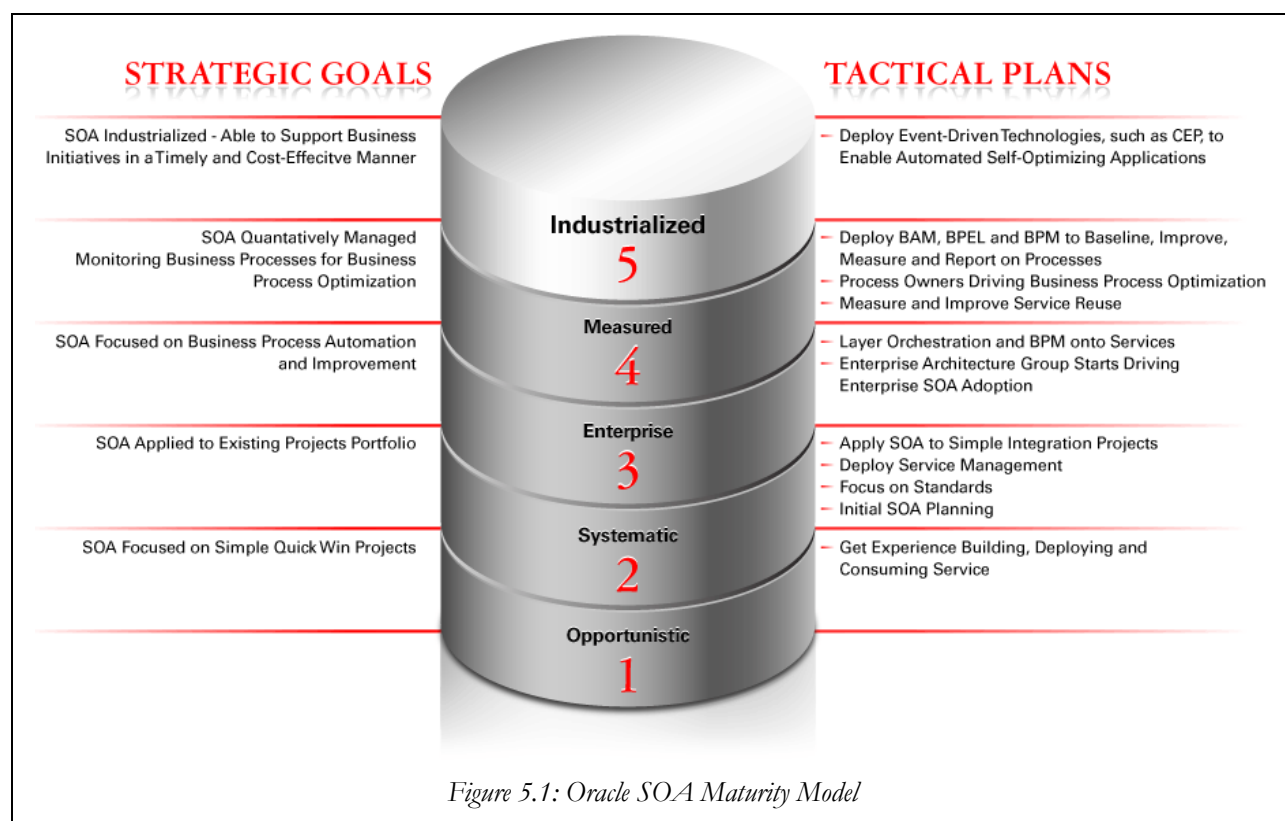 STRATEGIC GOALS
SOA Industrialized - Able to Support Business
Initiatives in a Timely and Cost-Effecitve Manner
SOA Quantatively Managed
Monitoring Business Processes for Business
Process Optimization
SOA Focused on Business Process Automation
and Improvement
SOA Applied to Existing Projects Portfolio
SOA Focused on Simple Quick Win Projects
Industrialized
5
Measured
4
Enterprise
3
Systematic
2
Opportunistic
1
TACTICAL PLANS
– Deploy Event-Driven Technologies, such as CEP, to
Enable Automated Self-Optimizing Applications
– Deploy BAM, BPEL and BPM to Baseline, Improve,
Measure and Report on Processes
– Process Owners Driving Business Process Optimization
– Measure and Improve Service Reuse
– Layer Orchestration and BPM onto Services
– Enterprise Architecture Group Starts Driving
Enterprise SOA Adoption
– Apply SOA to Simple Integration Projects
– Deploy Service Management
– Focus on Standards
– Initial SOA Planning
– Get Experience Building, Deploying and
Consuming Service
Figure 5.1: Oracle SOA Maturity Model